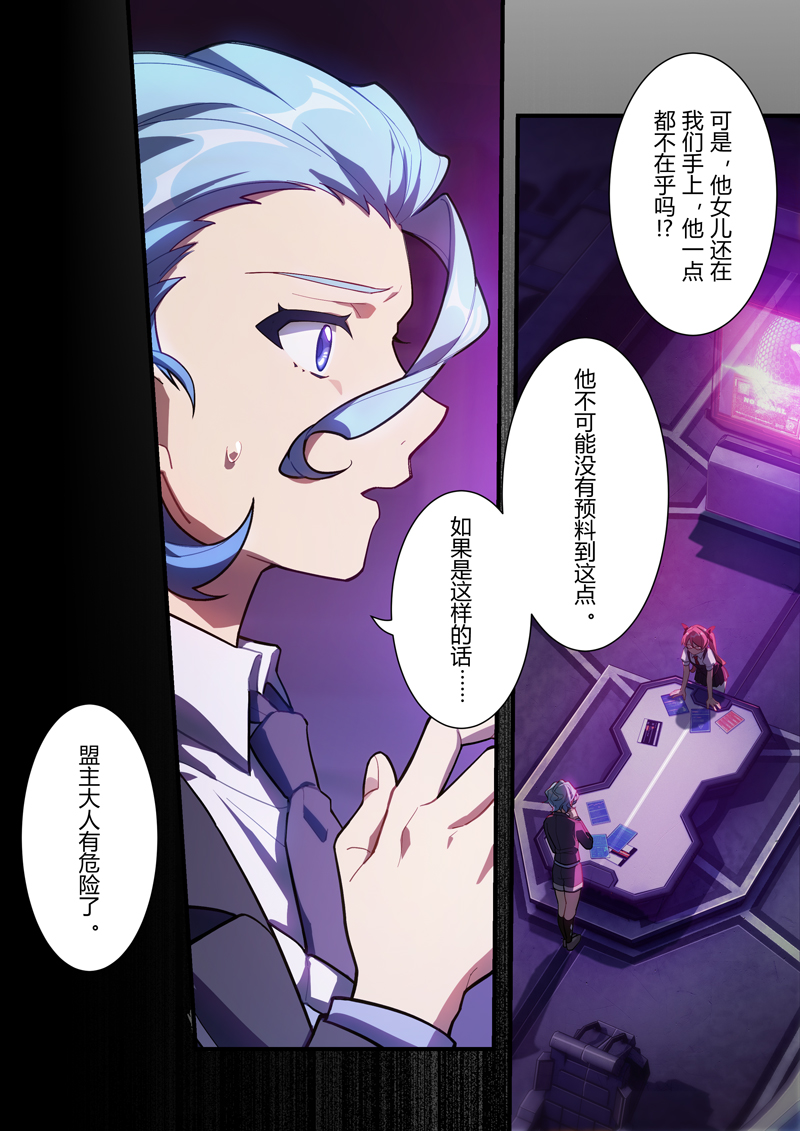 可是，他女儿还在
我们手上，他一点
都不在乎吗!?
他不可能没有预料到这点。
如果是这样的话……
盟主大人有危险了。